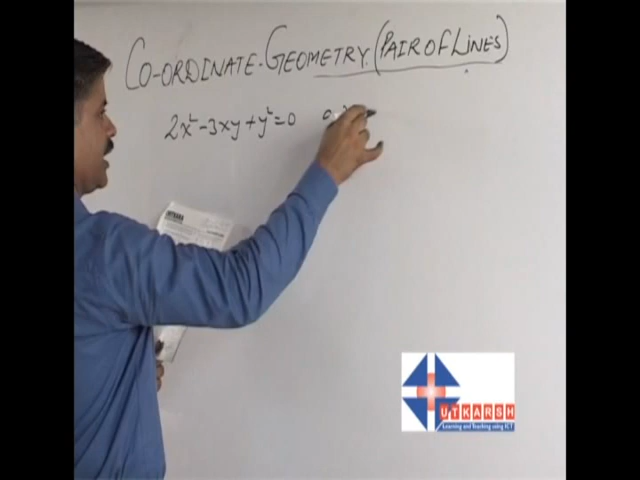 CO-ORDINATE-GEOMETRY. (PAIR OF LINES)
2x² - 3xy + y² = 0
UTKARSH
Learning and Teaching using ICT